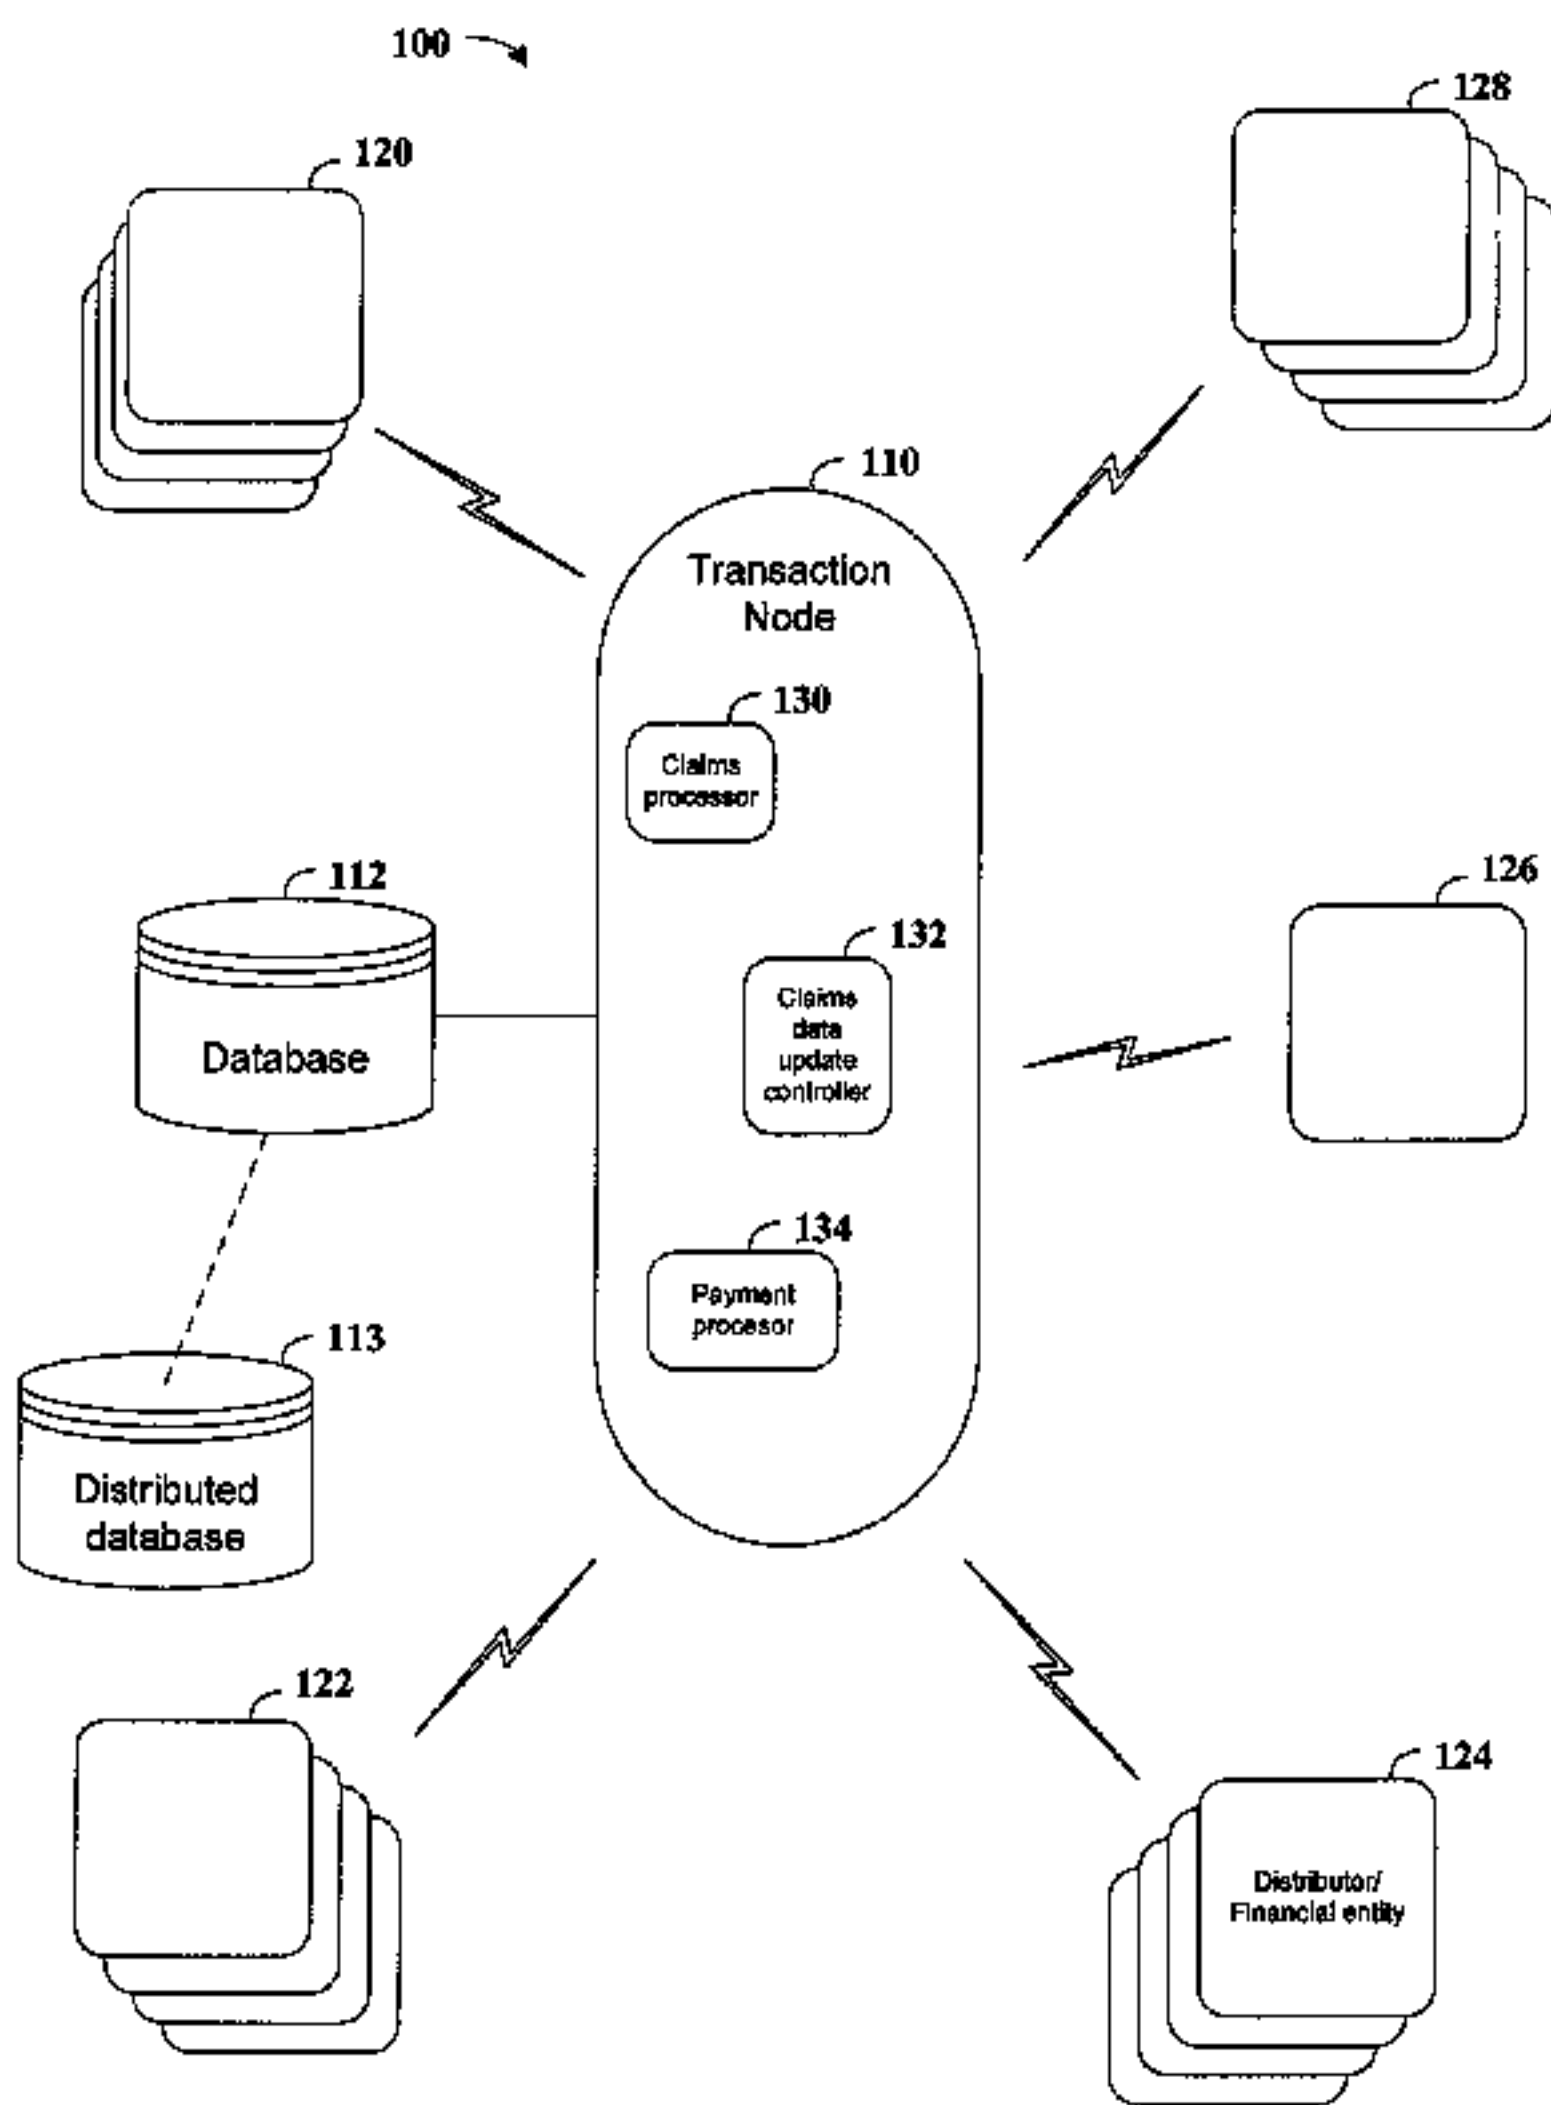 100
128
120
110
Transaction
Node
130
Claims
processor
112
126
132
Database
Claims
data
update
controller
134
Payment
procesor
113
Distributed
database
122
124
Distributor/
Financial entity